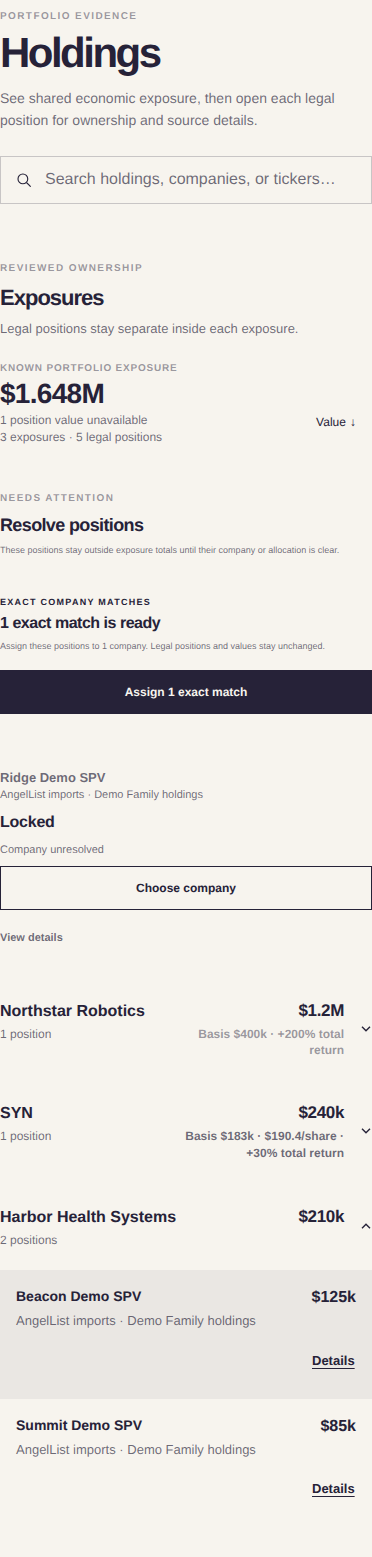 PORTFOLIO EVIDENCE
Holdings
See shared economic exposure, then open each legal
position for ownership and source details.
Search holdings, companies, or tickers…
REVIEWED OWNERSHIP
Exposures
Legal positions stay separate inside each exposure.
KNOWN PORTFOLIO EXPOSURE
$1.648M
1 position value unavailable
3 exposures · 5 legal positions
Value ↓
NEEDS ATTENTION
Resolve positions
These positions stay outside exposure totals until their company or allocation is clear.
EXACT COMPANY MATCHES
1 exact match is ready
Assign these positions to 1 company. Legal positions and values stay unchanged.
Assign 1 exact match
Ridge Demo SPV
AngelList imports · Demo Family holdings
Locked
Company unresolved
Choose company
View details
Northstar Robotics $1.2M
1 position Basis $400k · +200% total
return
SYN $240k
1 position Basis $183k · $190.4/share ·
+30% total return
Harbor Health Systems $210k
2 positions
Beacon Demo SPV $125k
AngelList imports · Demo Family holdings
Details
Summit Demo SPV $85k
AngelList imports · Demo Family holdings
Details